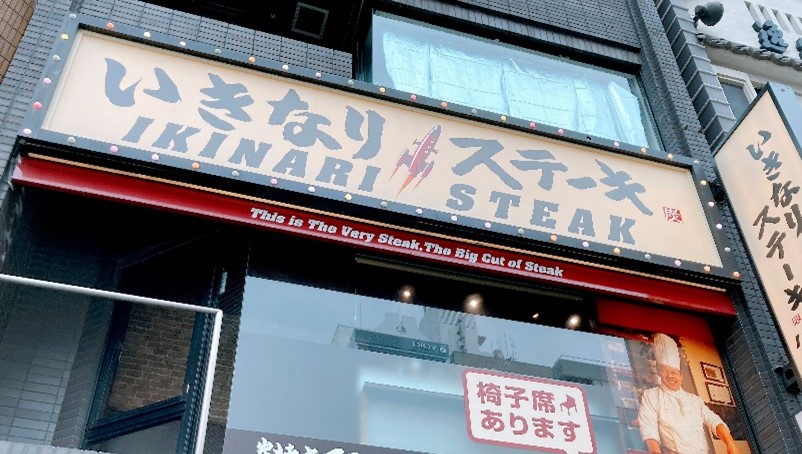 いきなりステーキ
IKINARI STEAK
炭
This is The Very Steak,The Big Cut of Steak
いきなり
ステーキ
椅子席
あります